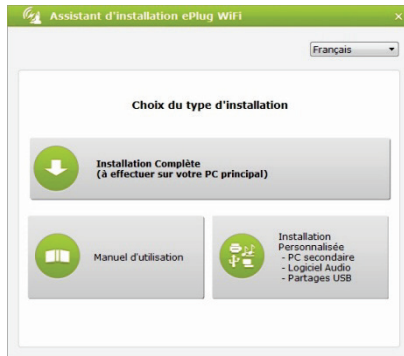 Assistant d'installation ePlug WiFi
Français
Choix du type d'installation
Installation Complète
(à effectuer sur votre PC principal)
Manuel d'utilisation
Installation
Personnalisée
- PC secondaire
- Logiciel Audio
- Partages USB